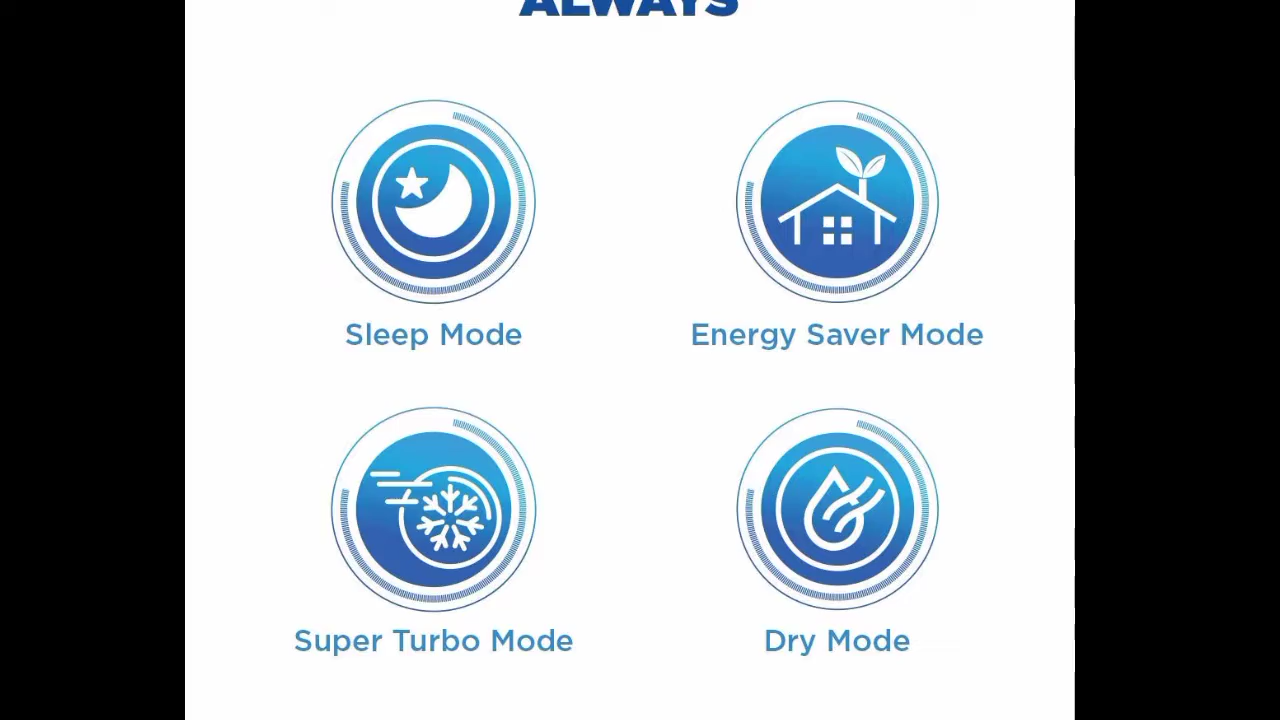 ALWAYS
Sleep Mode
Energy Saver Mode
Super Turbo Mode
Dry Mode